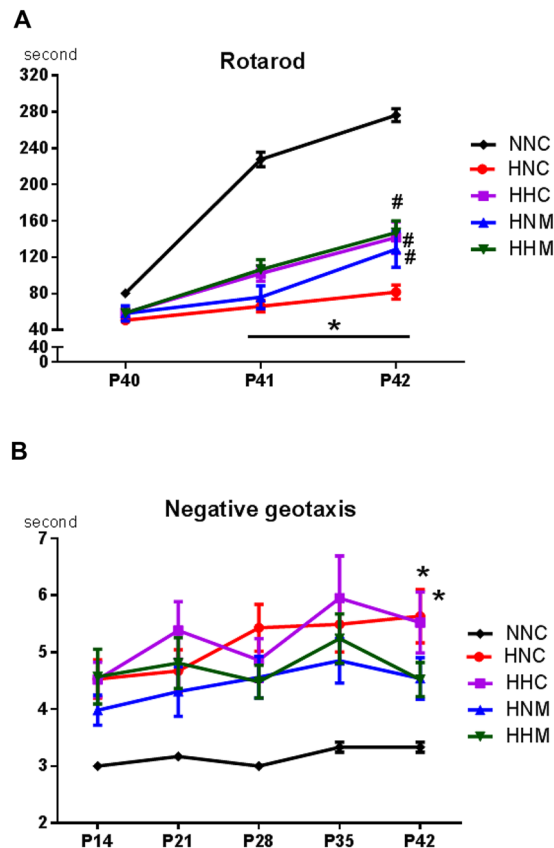 A
second
Rotarod
320
280
240
200
160
120
80
40
40
0
P40 P41 P42
#
#
#
*
NNC
HNC
HHC
HNM
HHM
B
second
Negative geotaxis
7
6
5
4
3
2
P14 P21 P28 P35 P42
*
*
NNC
HNC
HHC
HNM
HHM